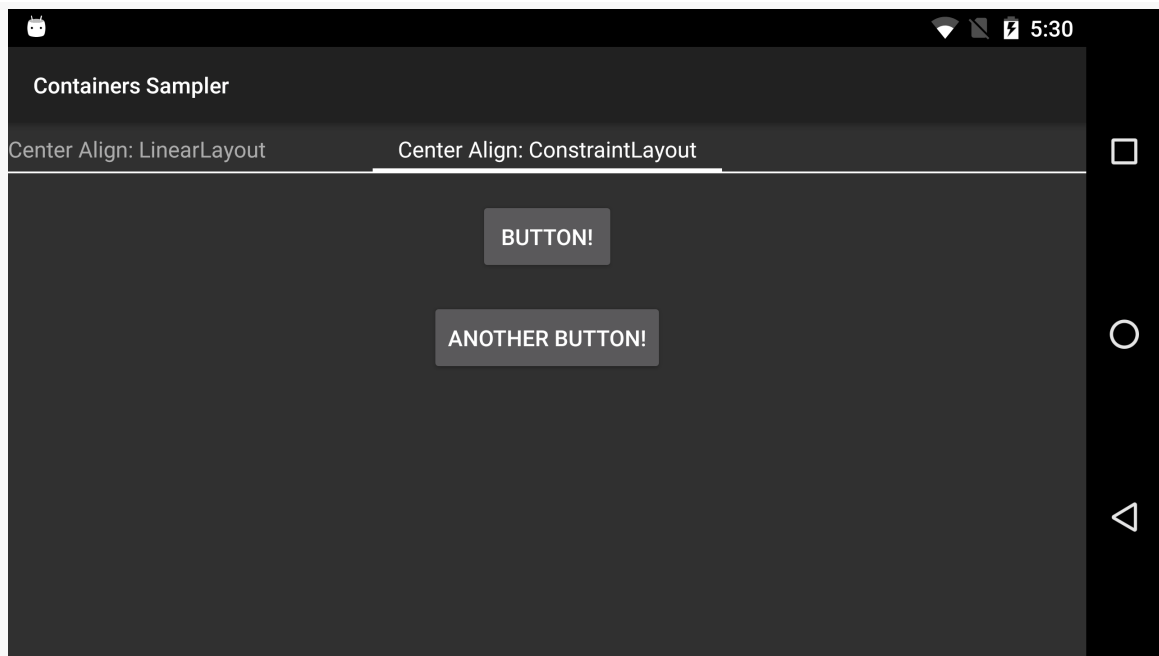 5:30
Containers Sampler
Center Align: LinearLayout
Center Align: ConstraintLayout
BUTTON!
ANOTHER BUTTON!